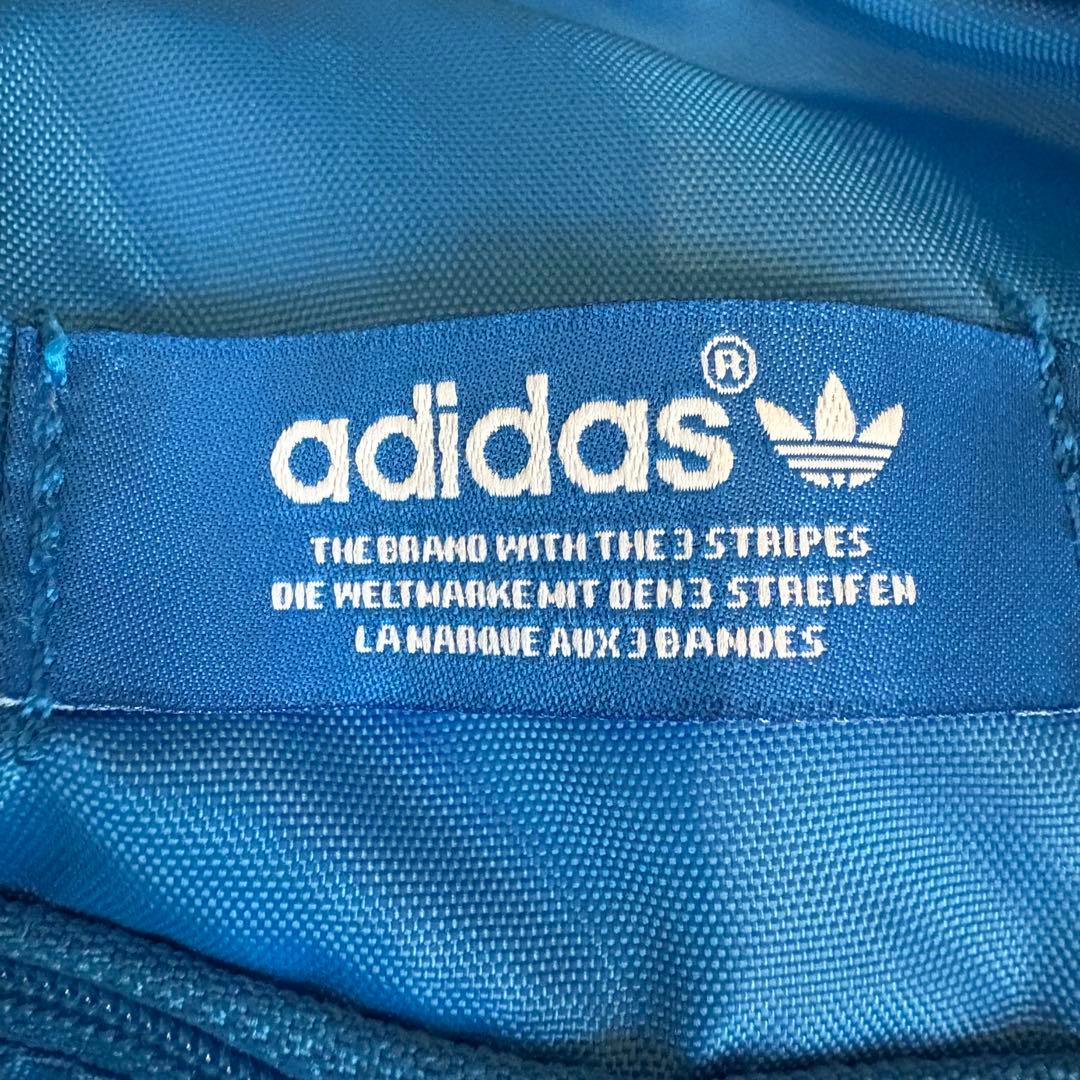 adidas®
THE BRAND WITH THE 3 STRIPES
DIE WELTMARKE MIT DEN 3 STREIFEN
LA MARQUE AUX 3 BANDES